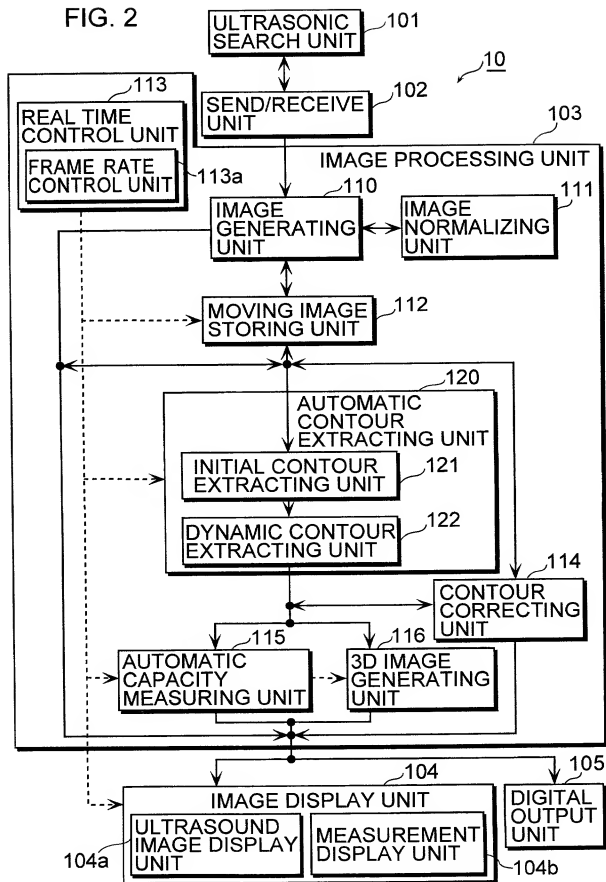 FIG. 2
ULTRASONIC
SEARCH UNIT
101
10
113
REAL TIME
CONTROL UNIT
FRAME RATE
CONTROL UNIT
113a
SEND/RECEIVE
UNIT
102
103
IMAGE PROCESSING UNIT
110
IMAGE
GENERATING
UNIT
111
IMAGE
NORMALIZING
UNIT
MOVING IMAGE
STORING UNIT
112
120
AUTOMATIC
CONTOUR
EXTRACTING UNIT
INITIAL CONTOUR
EXTRACTING UNIT
121
DYNAMIC CONTOUR
EXTRACTING UNIT
122
114
CONTOUR
CORRECTING
UNIT
115
AUTOMATIC
CAPACITY
MEASURING UNIT
116
3D IMAGE
GENERATING
UNIT
104
IMAGE DISPLAY UNIT
ULTRASOUND
IMAGE DISPLAY
UNIT
104a
MEASUREMENT
DISPLAY UNIT
104b
105
DIGITAL
OUTPUT
UNIT